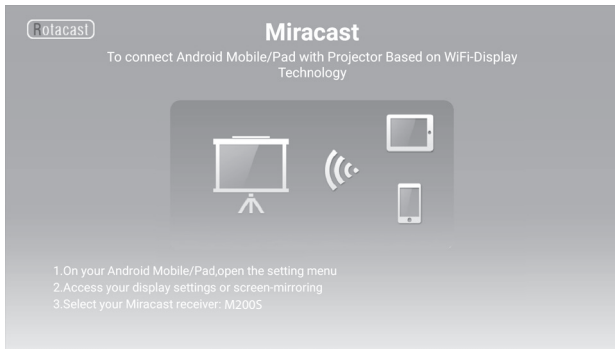 Rotacast
Miracast
To connect Android Mobile/Pad with Projector Based on WiFi-Display
Technology
1.On your Android Mobile/Pad,open the setting menu
2.Access your display settings or screen-mirroring
3.Select your Miracast receiver: M200S